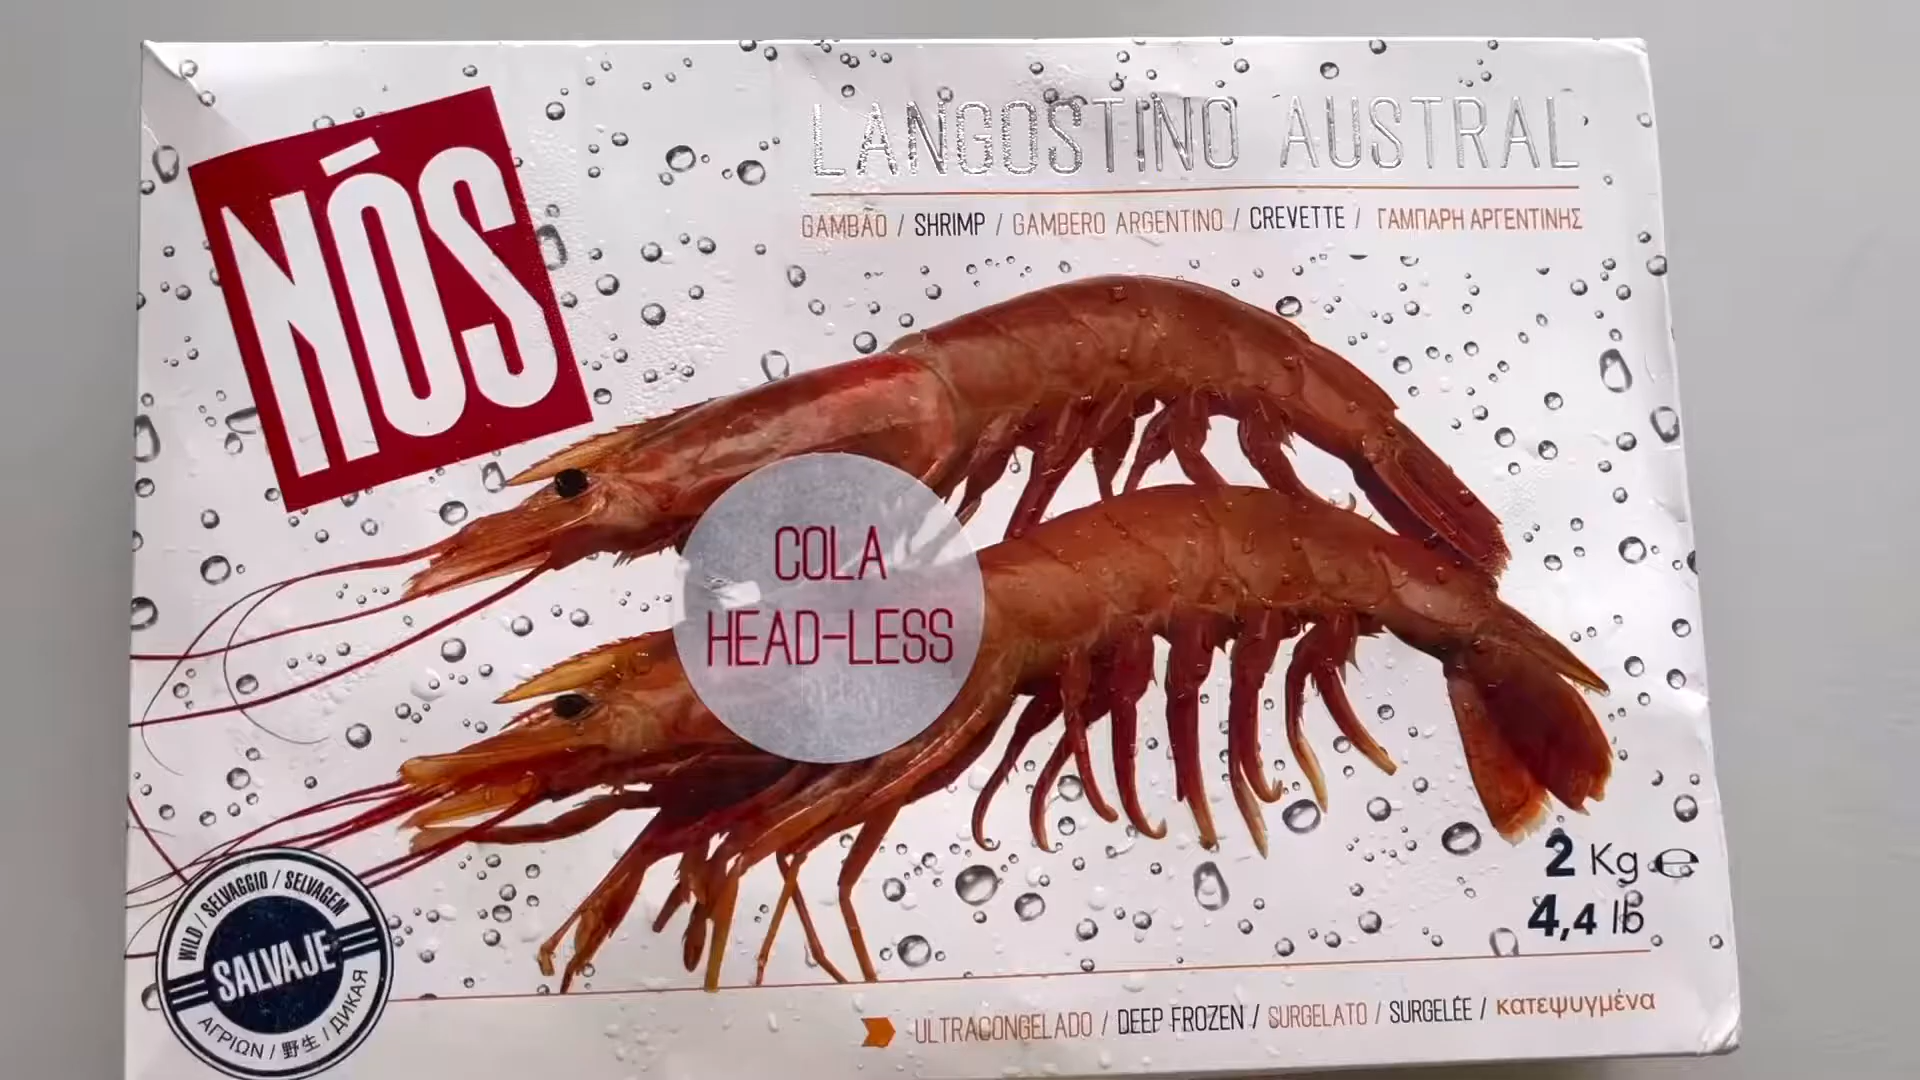 NŌS
LANGOSTINO AUSTRAL
GAMBÃO / SHRIMP / GAMBERO ARGENTINO / CREVETTE / ΓΑΜΠΑΡΗ ΑΡΓΕΝΤΙΝΗΣ
COLA
HEAD-LESS
2 Kg ℮
4,4 lb
WILD / SELVAGGIO / SELVAGEM
SALVAJE
ΑΓΡΙΩΝ / 野生 / ДИКАЯ
ULTRACONGELADO / DEEP FROZEN / SURGELATO / SURGELÉE / κατεψυγμένα